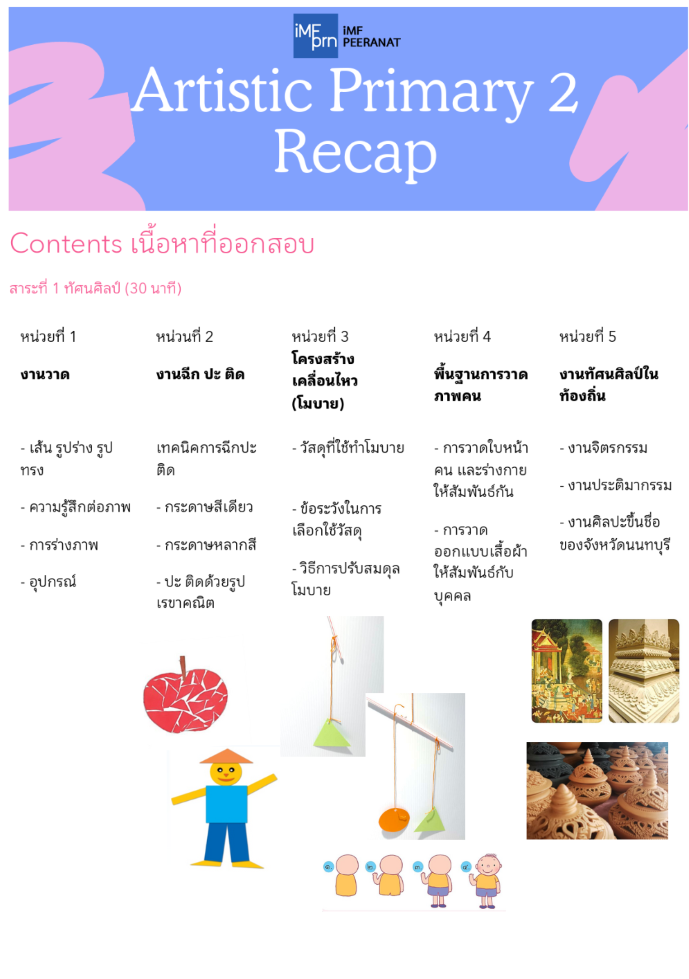 iMF
prn
iMF
PEERANAT
Artistic Primary 2
Recap
Contents เนื้อหาที่ออกสอบ
สาระที่ 1 ทัศนศิลป์ (30 นาที)
หน่วยที่ 1
งานวาด
- เส้น รูปร่าง รูป
ทรง
- ความรู้สึกต่อภาพ
- การร่างภาพ
- อุปกรณ์
หน่วนที่ 2
งานฉีก ปะ ติด
เทคนิคการฉีกปะ
ติด
- กระดาษสีเดียว
- กระดาษหลากสี
- ปะ ติดด้วยรูป
เรขาคณิต
หน่วยที่ 3
โครงสร้าง
เคลื่อนไหว
(โมบาย)
- วัสดุที่ใช้ทำโมบาย
- ข้อระวังในการ
เลือกใช้วัสดุ
- วิธีการปรับสมดุล
โมบาย
หน่วยที่ 4
พื้นฐานการวาด
ภาพคน
- การวาดใบหน้า
คน และร่างกาย
ให้สัมพันธ์กัน
- การวาด
ออกแบบเสื้อผ้า
ให้สัมพันธ์กับ
บุคคล
หน่วยที่ 5
งานทัศนศิลป์ใน
ท้องถิ่น
- งานจิตรกรรม
- งานประติมากรรม
- งานศิลปะขึ้นชื่อ
ของจังหวัดนนทบุรี
๑. ๒. ๓. ๔.